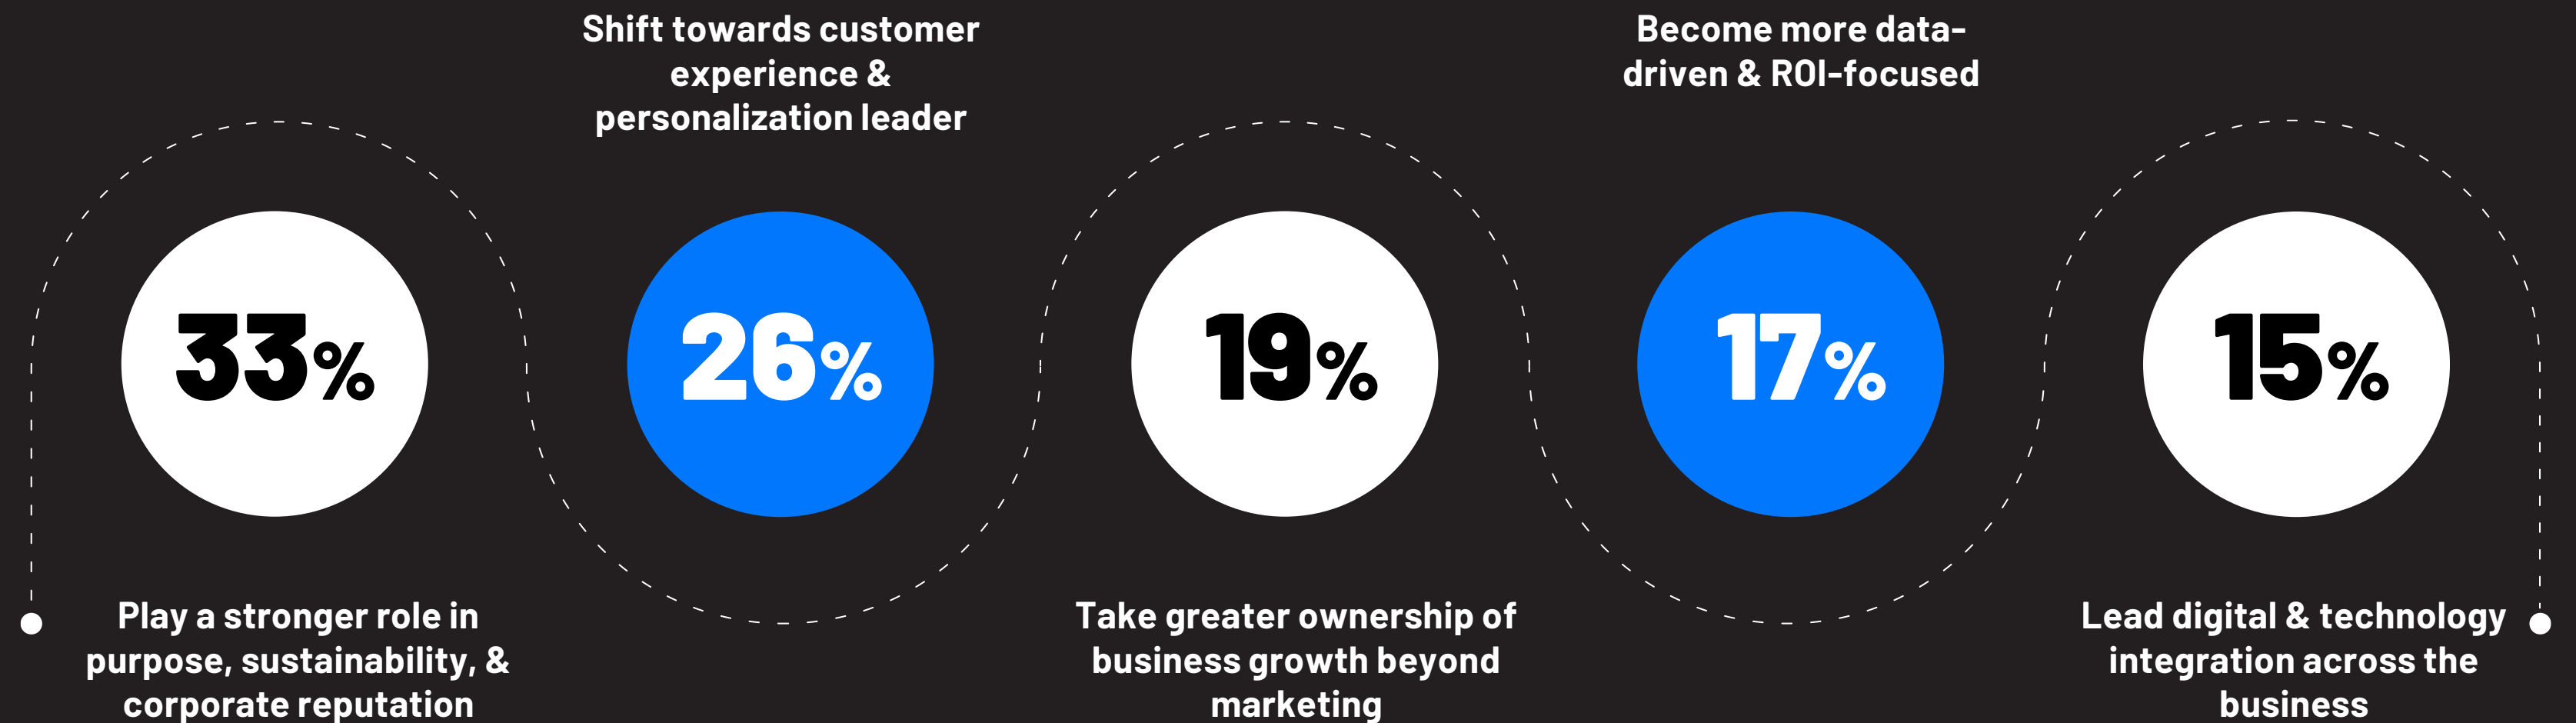 33%
Play a stronger role in
purpose, sustainability, &
corporate reputation
Shift towards customer
experience &
personalization leader
26%
19%
Take greater ownership of
business growth beyond
marketing
Become more data-
driven & ROI-focused
17%
15%
Lead digital & technology
integration across the
business